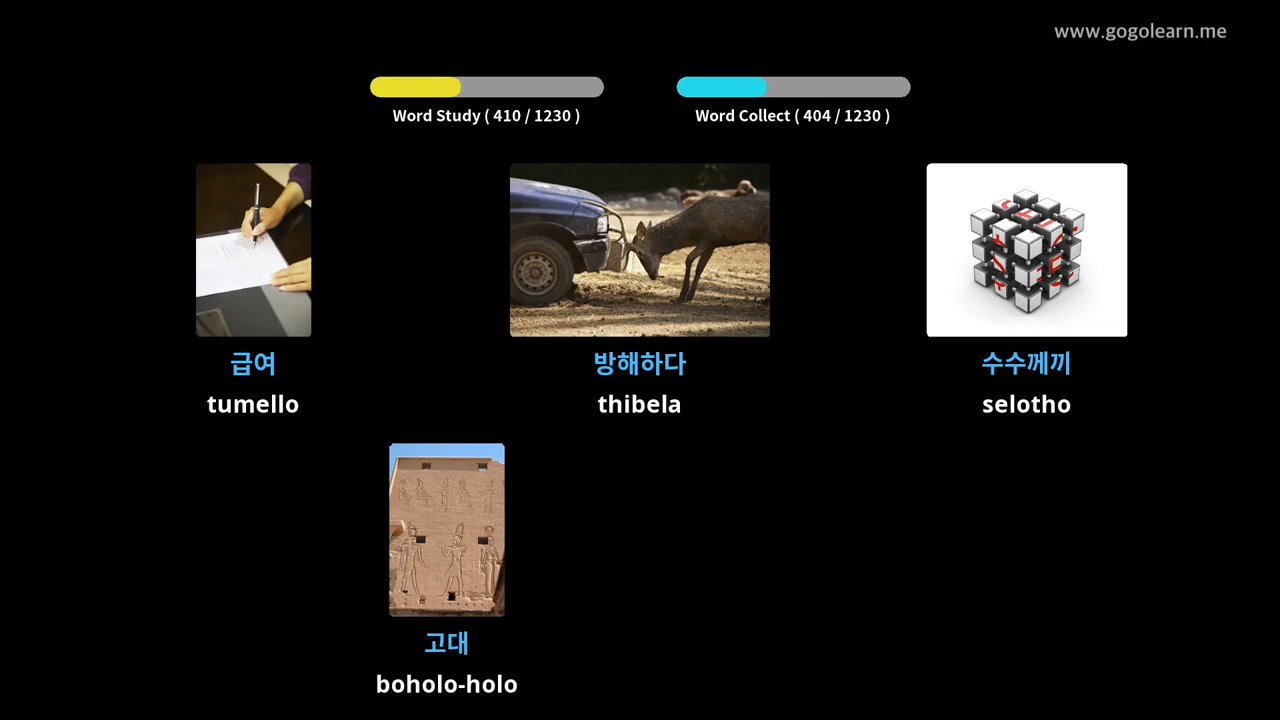 www.gogolearn.me
Word Study ( 410 / 1230 )
Word Collect ( 404 / 1230 )
급여
tumello
방해하다
thibela
수수께끼
selotho
고대
boholo-holo